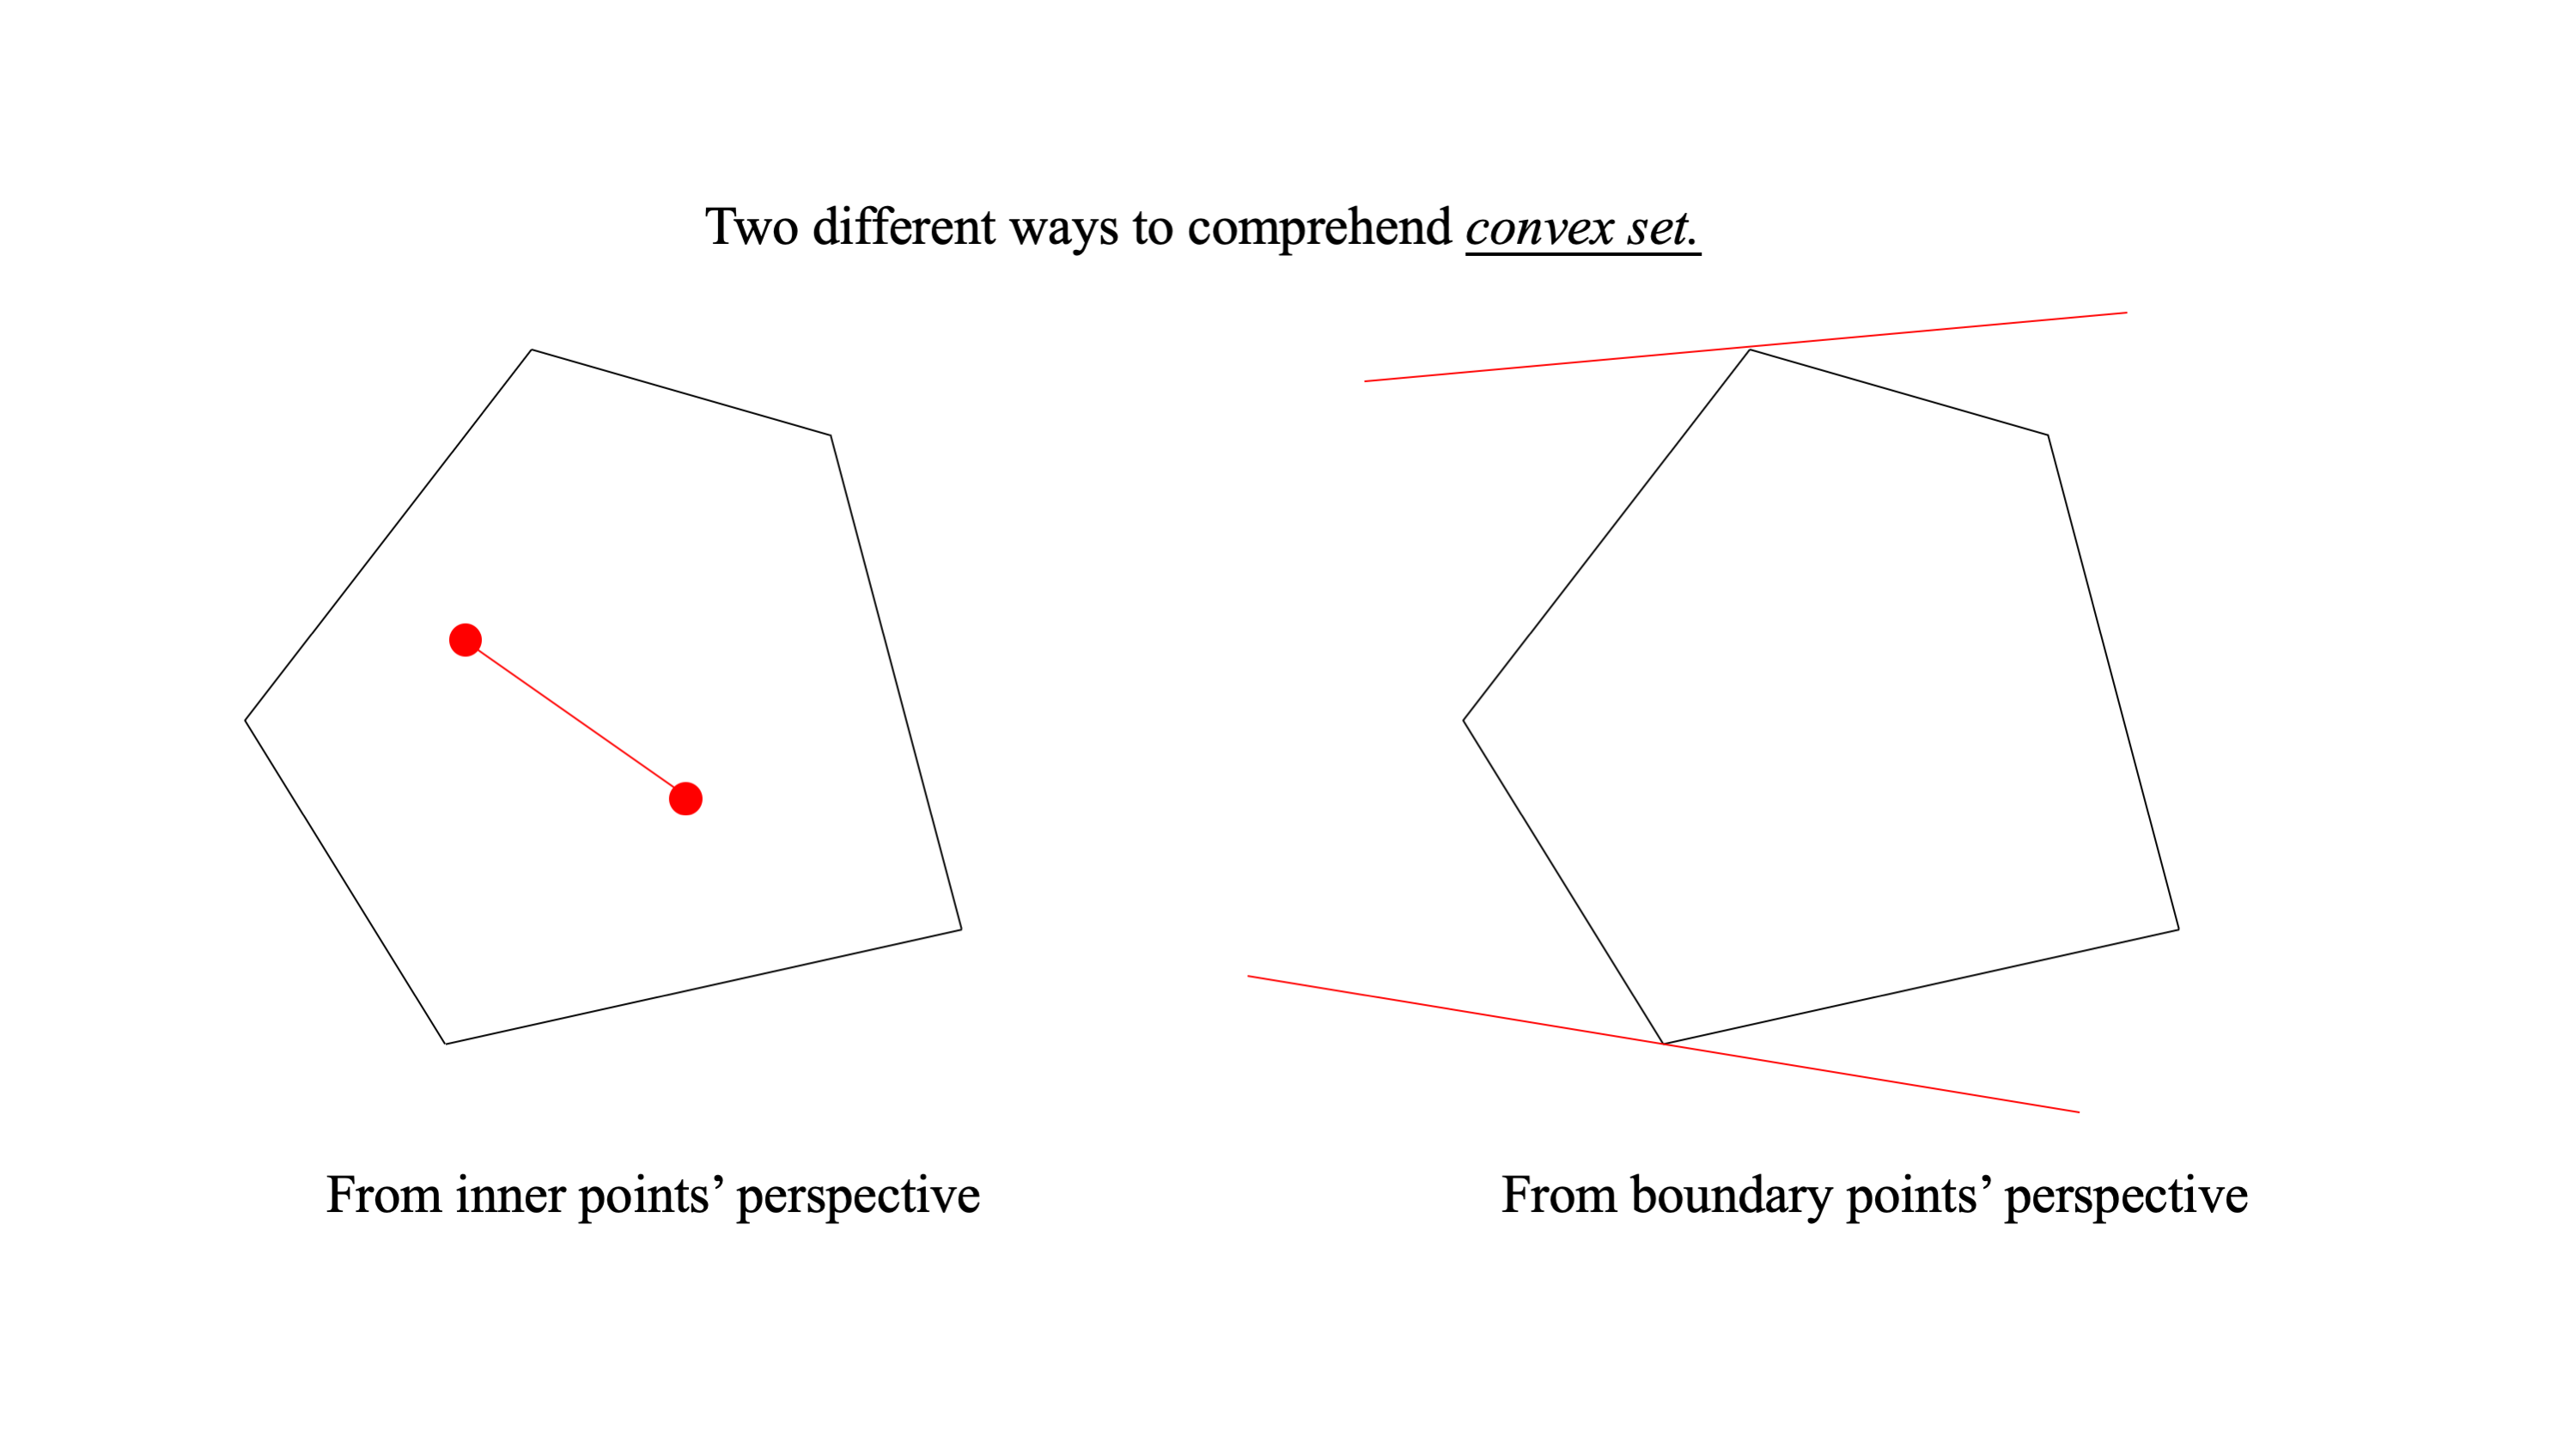 Two different ways to comprehend convex set.
From inner points’ perspective
From boundary points’ perspective